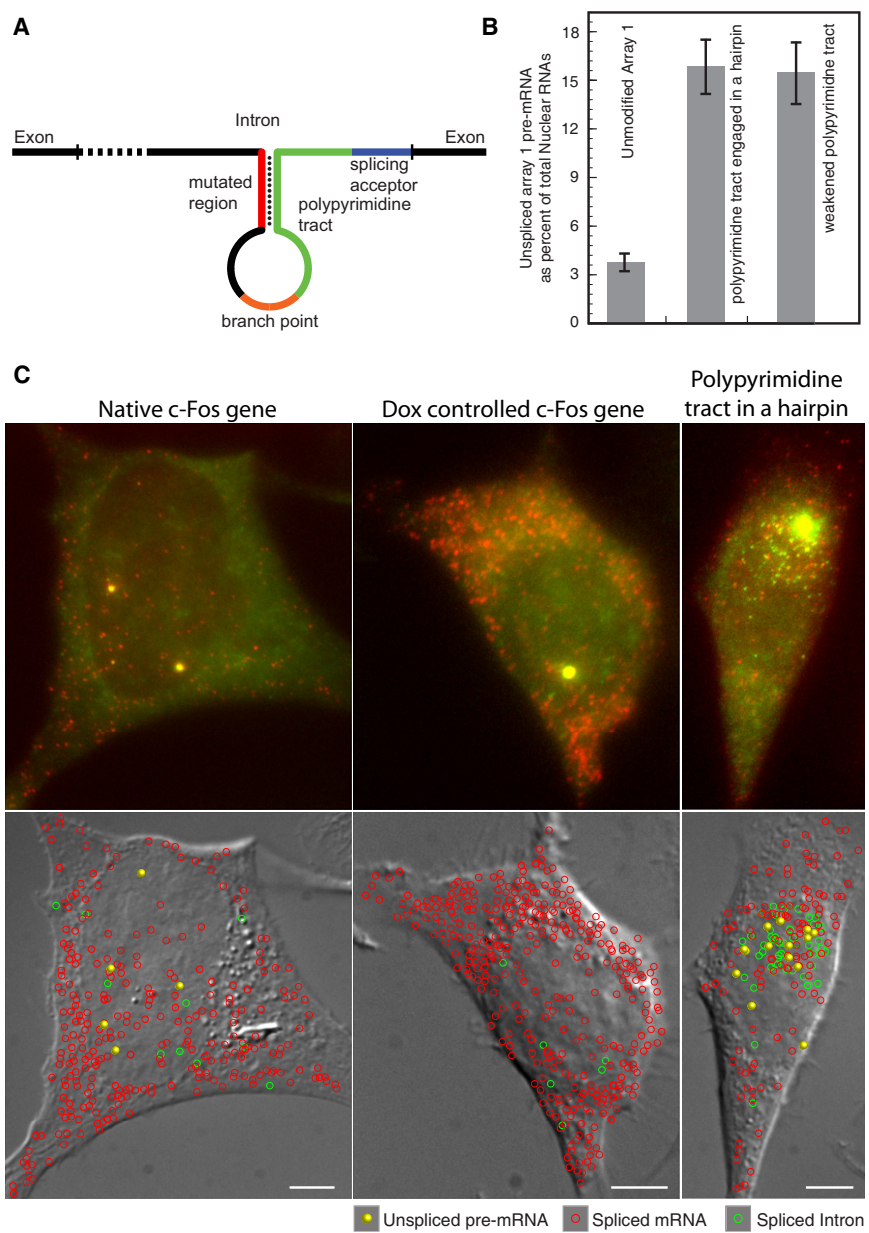 A
Exon
Intron
Exon
mutated
region
splicing
acceptor
polypyrimidine
tract
branch point
B
Unspliced array 1 pre-mRNA
as percent of total Nuclear RNAs
18
15
12
9
6
3
0
Unmodified Array 1
polypyrimidne tract engaged in a hairpin
weakened polypyrimidne tract
C
Native c-Fos gene
Dox controlled c-Fos gene
Polypyrimidine
tract in a hairpin
Unspliced pre-mRNA
Spliced mRNA
Spliced Intron